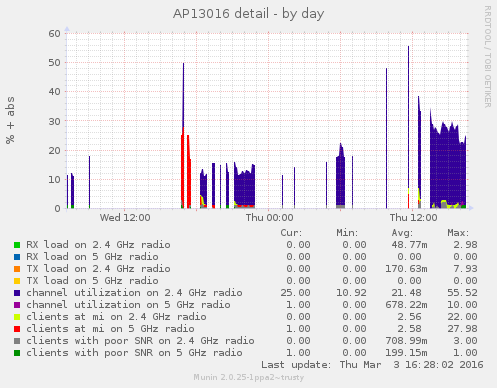 AP13016 detail - by day
RRDTOOL / TOBI OETIKER
% + abs
60
50
40
30
20
10
0
Wed 12:00 Thu 00:00 Thu 12:00
Cur: Min: Avg: Max:
RX load on 2.4 GHz radio 0.00 0.00 48.77m 2.98
RX load on 5 GHz radio 0.00 0.00 0.00 0.00
TX load on 2.4 GHz radio 0.00 0.00 170.63m 7.93
TX load on 5 GHz radio 0.00 0.00 0.00 0.00
channel utilization on 2.4 GHz radio 25.00 10.92 21.48 55.52
channel utilization on 5 GHz radio 1.00 0.00 678.22m 10.00
clients at mi on 2.4 GHz radio 0.00 0.00 2.56 22.00
clients at mi on 5 GHz radio 1.00 0.00 2.58 27.98
clients with poor SNR on 2.4 GHz radio 0.00 0.00 708.99m 3.00
clients with poor SNR on 5 GHz radio 1.00 0.00 199.15m 1.00
Last update: Thu Mar 3 16:28:02 2016
Munin 2.0.25-1ppa2~trusty